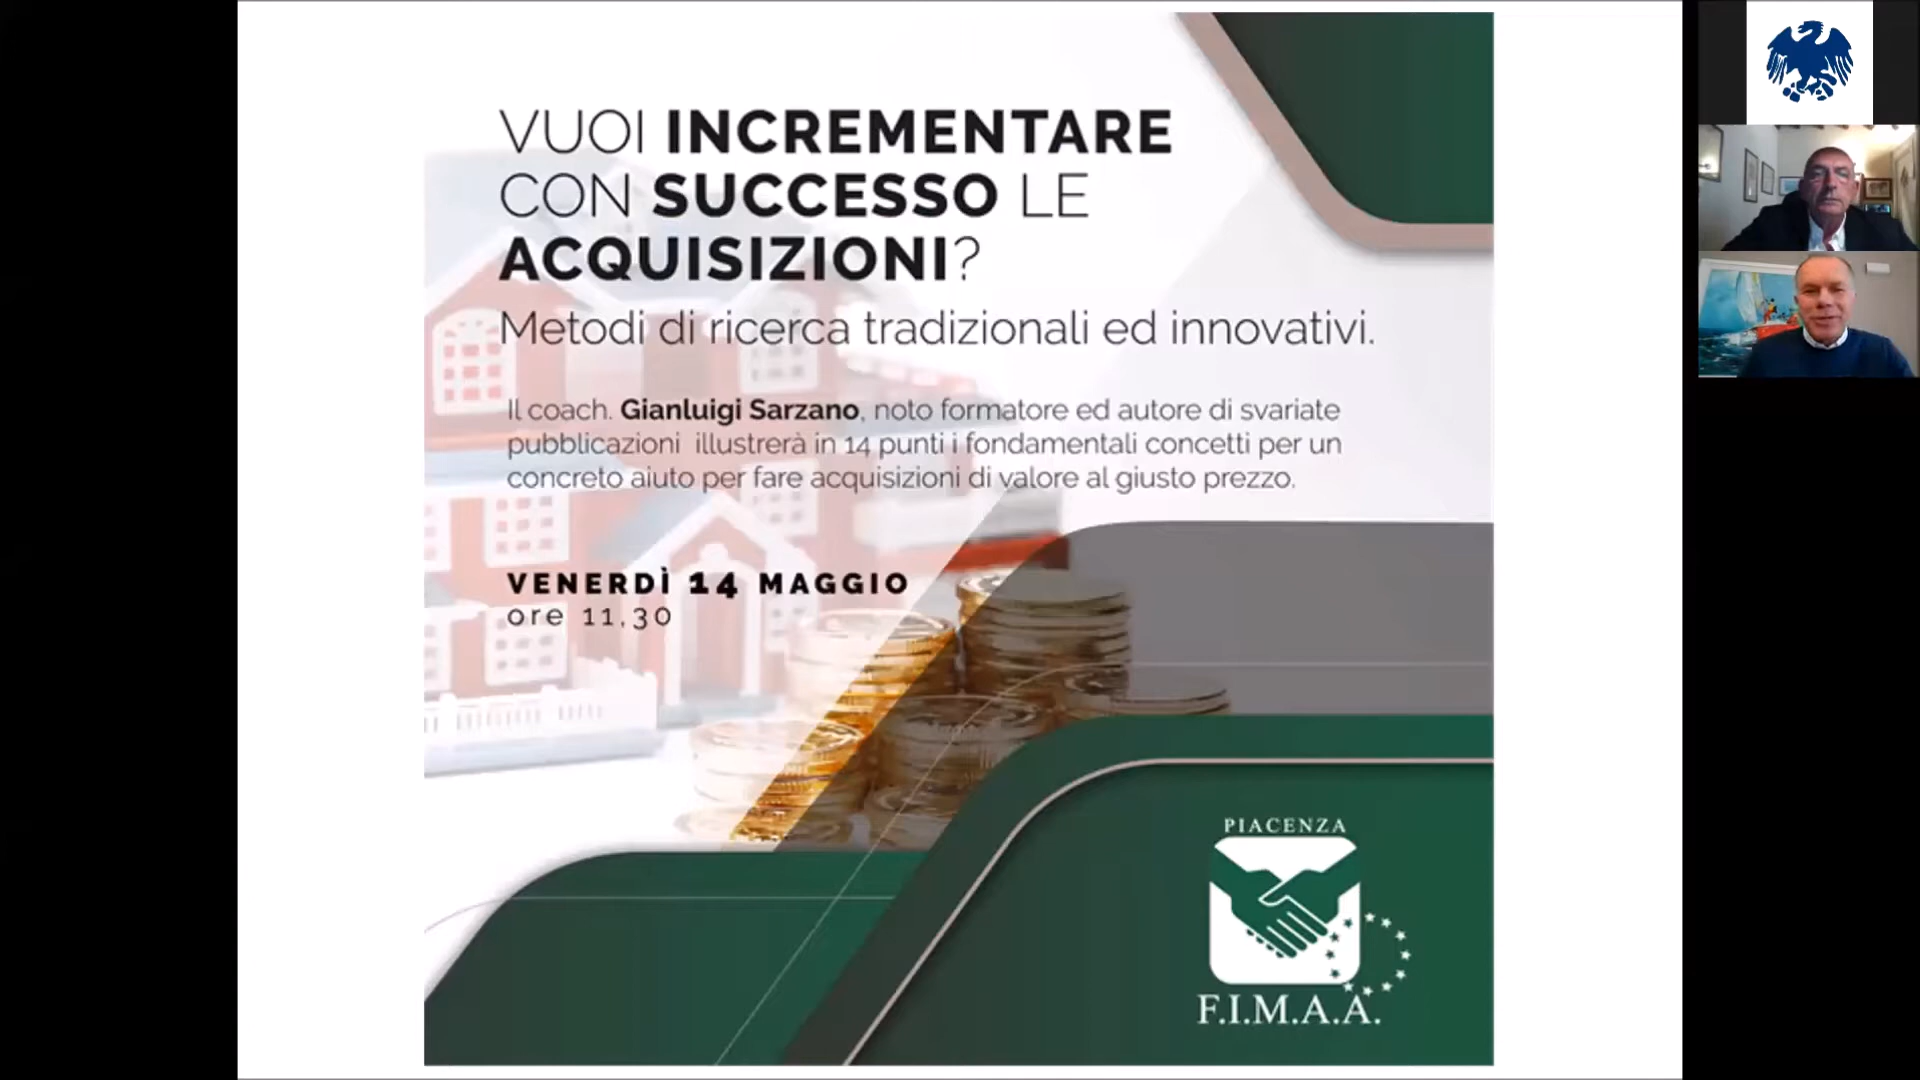 VUOI INCREMENTARE
CON SUCCESSO LE
ACQUISIZIONI?
Metodi di ricerca tradizionali ed innovativi.
Il coach. Gianluigi Sarzano, noto formatore ed autore di svariate
pubblicazioni illustrerà in 14 punti i fondamentali concetti per un
concreto aiuto per fare acquisizioni di valore al giusto prezzo.
VENERDÌ 14 MAGGIO
ore 11,30
PIACENZA
F.I.M.A.A.